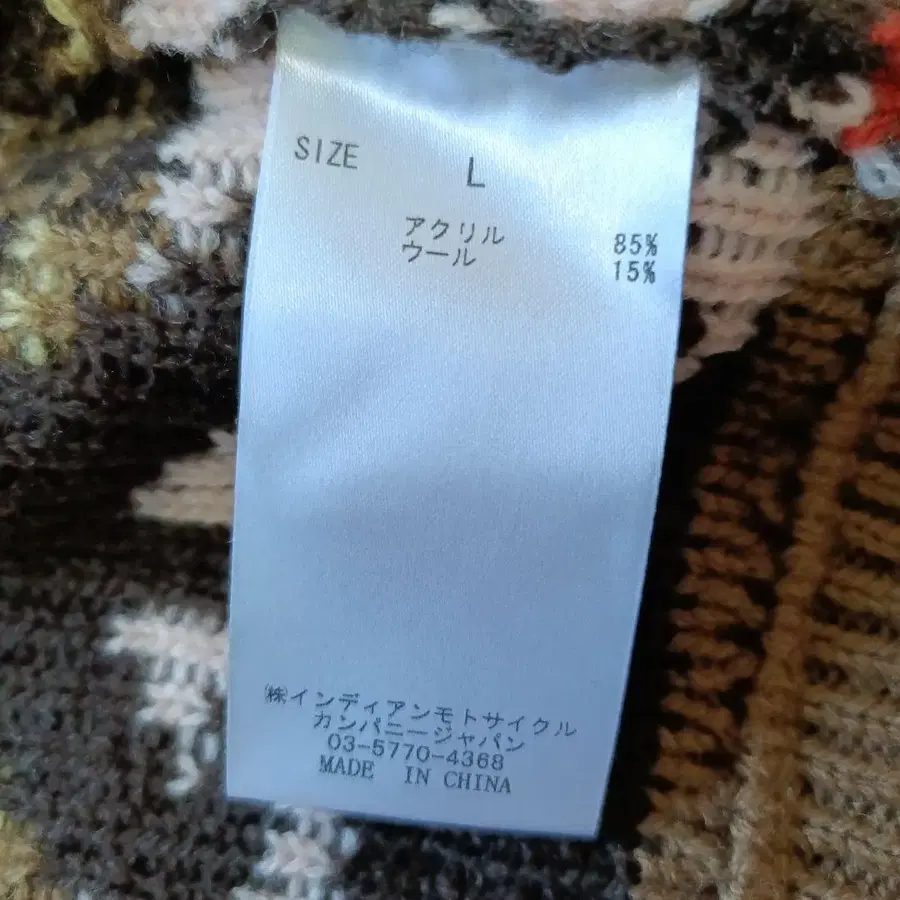 SIZE L
アクリル 85%
ウール 15%
㈱インディアンモトサイクル
カンパニージャパン
03-5770-4368
MADE IN CHINA